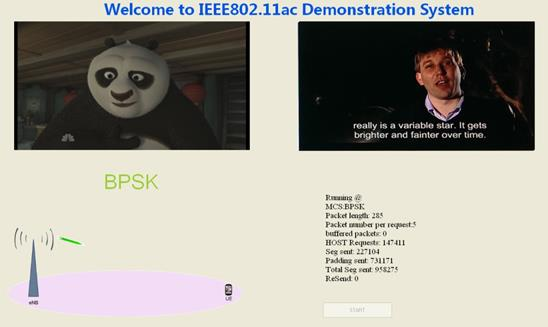 Welcome to IEEE802.11ac Demonstration System
really is a variable star. It gets
brighter and fainter over time.
BPSK
Running @
MCS:BPSK
Packet length: 285
Packet number per request:5
buffered packets: 0
HOST Requests: 147411
Seg sent: 227104
Padding sent: 731171
Total Seg sent: 958275
ReSend: 0
eNB
UE
START